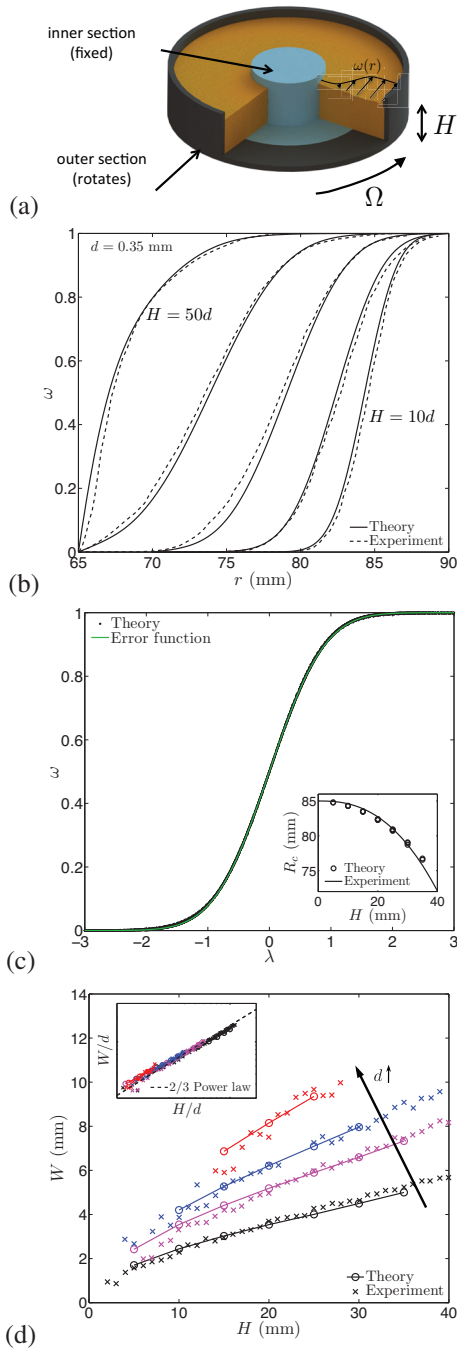 inner section
(fixed)
ω(r)
H
outer section
(rotates)
Ω
(a)
1
d = 0.35 mm
0.8
H = 50d
0.6
ω
0.4
H = 10d
0.2
Theory
Experiment
0
65 70 75 80 85 90
r (mm)
(b)
1
Theory
Error function
0.8
0.6
ω
0.4
85
80
75
R_c (mm)
Theory
Experiment
0 20 40
H (mm)
0.2
0
−3 −2 −1 0 1 2 3
λ
(c)
14
12
W/d
2/3 Power law
H/d
d↑
10
8
W (mm)
6
4
2
Theory
Experiment
0
0 10 20 30 40
H (mm)
(d)